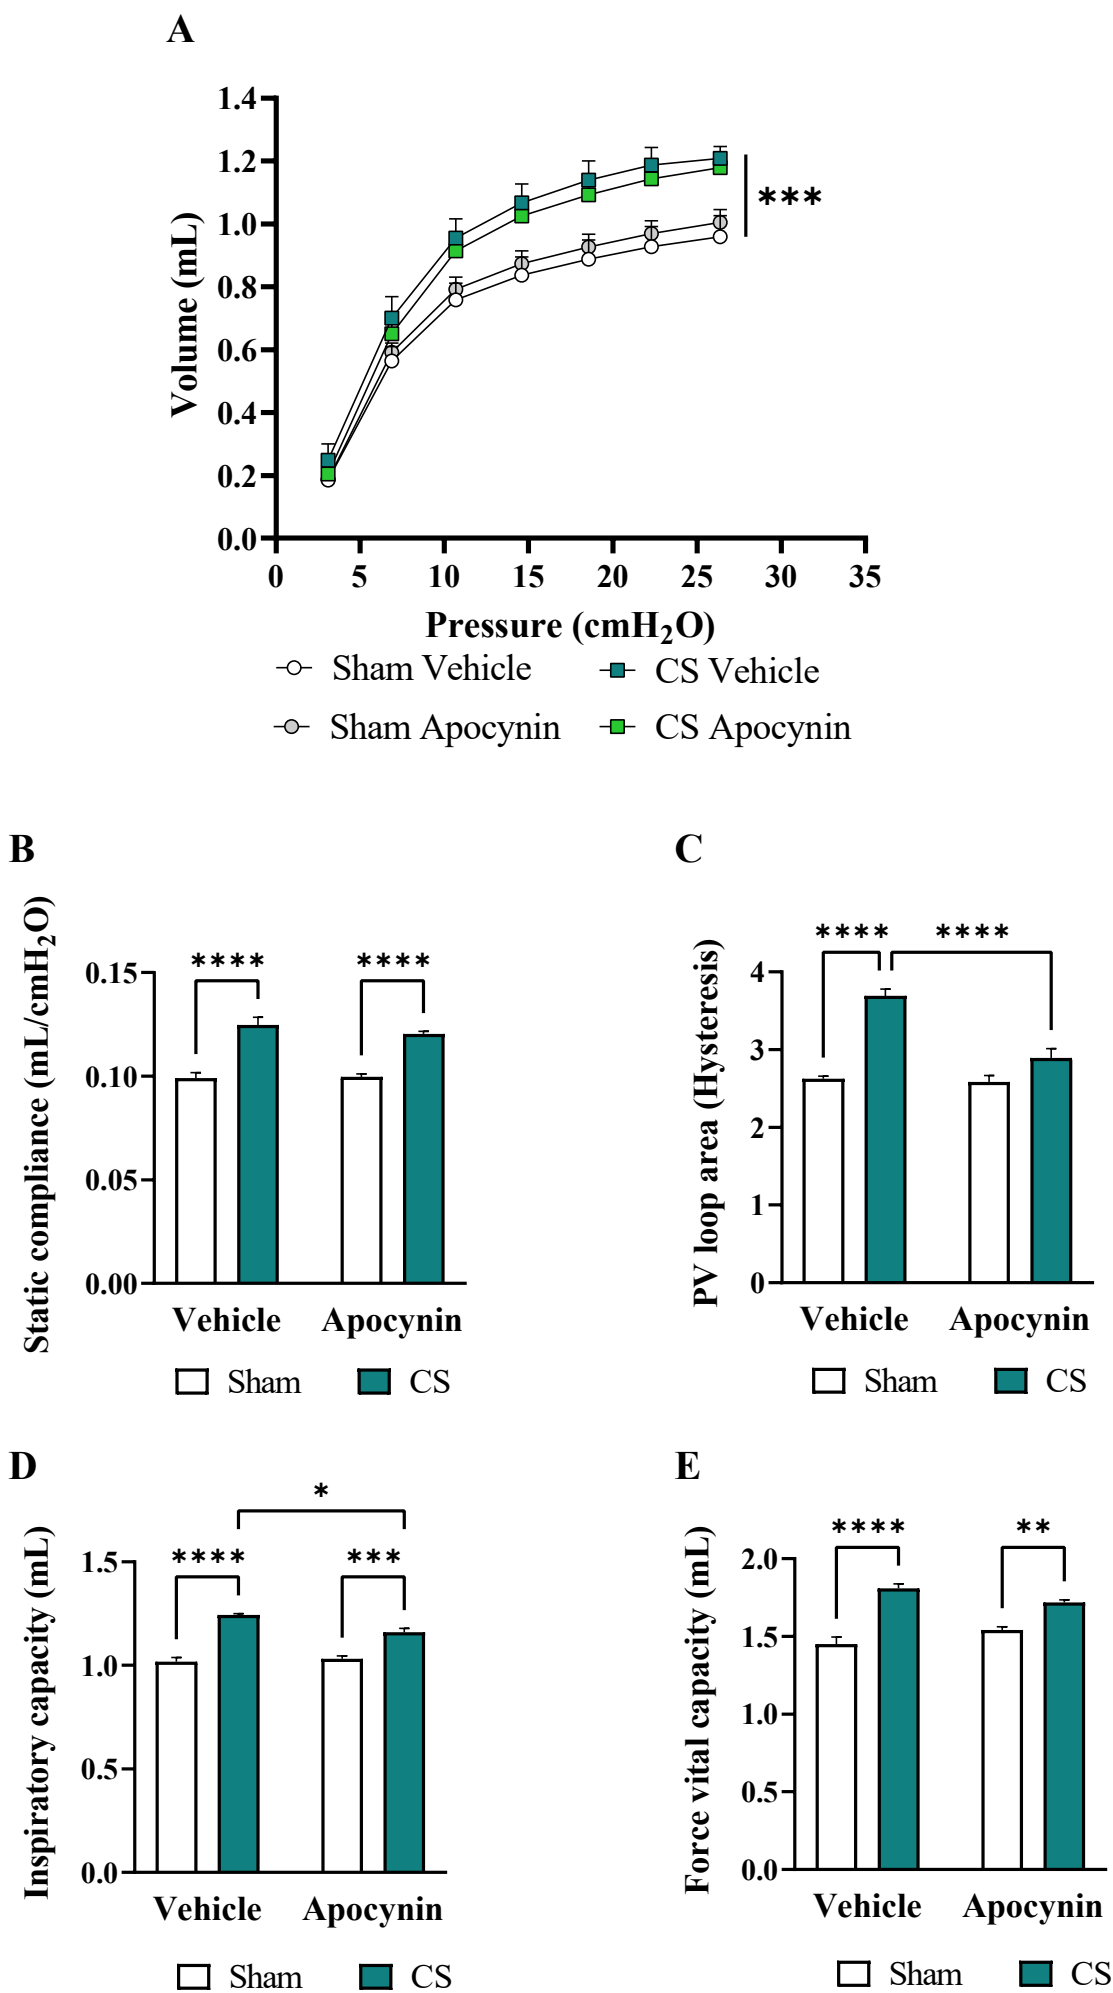 A
1.4
1.2
1.0
0.8
0.6
0.4
0.2
0.0
Volume (mL)
***
0 5 10 15 20 25 30 35
Pressure (cmH₂O)
Sham Vehicle CS Vehicle
Sham Apocynin CS Apocynin
B
Static compliance (mL/cmH₂O)
0.15
0.10
0.05
0.00
**** ****
Vehicle Apocynin
Sham CS
C
PV loop area (Hysteresis)
4
3
2
1
0
**** ****
Vehicle Apocynin
Sham CS
D
Inspiratory capacity (mL)
1.5
1.0
0.5
0.0
*
**** ***
Vehicle Apocynin
Sham CS
E
Force vital capacity (mL)
2.0
1.5
1.0
0.5
0.0
**** **
Vehicle Apocynin
Sham CS